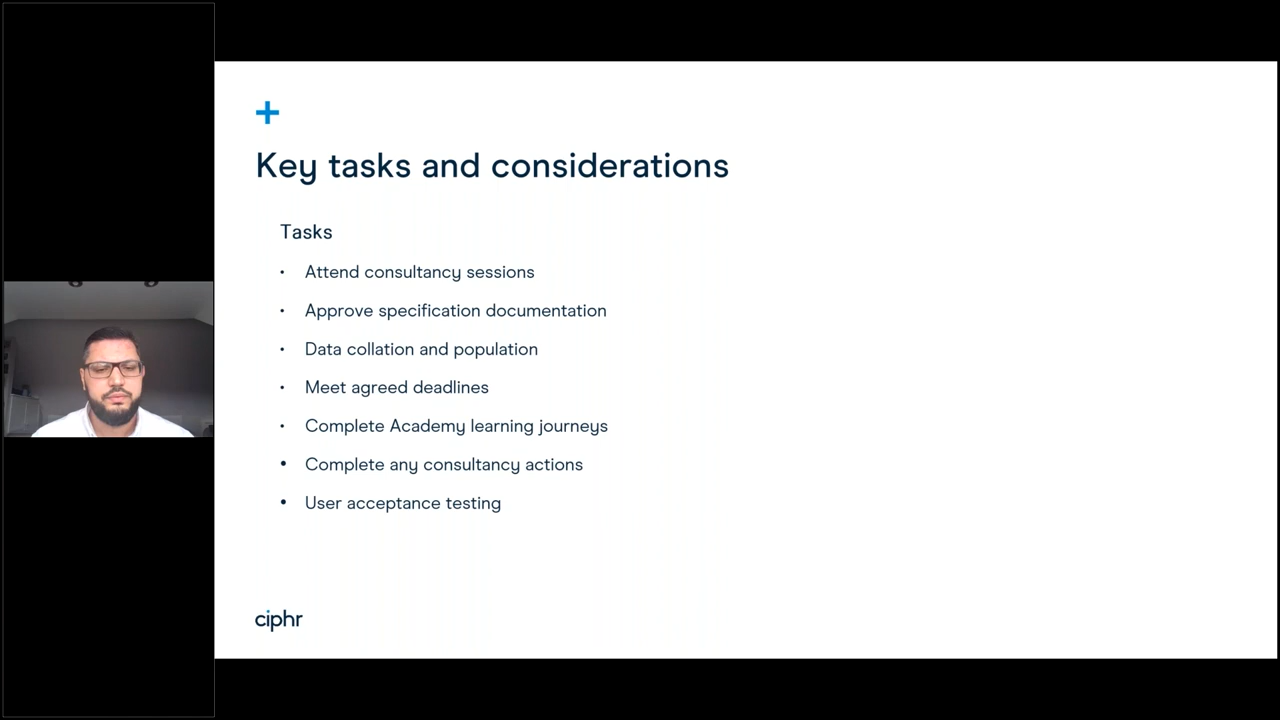 Key tasks and considerations
Tasks
• Attend consultancy sessions
• Approve specification documentation
• Data collation and population
• Meet agreed deadlines
• Complete Academy learning journeys
• Complete any consultancy actions
• User acceptance testing
ciphr